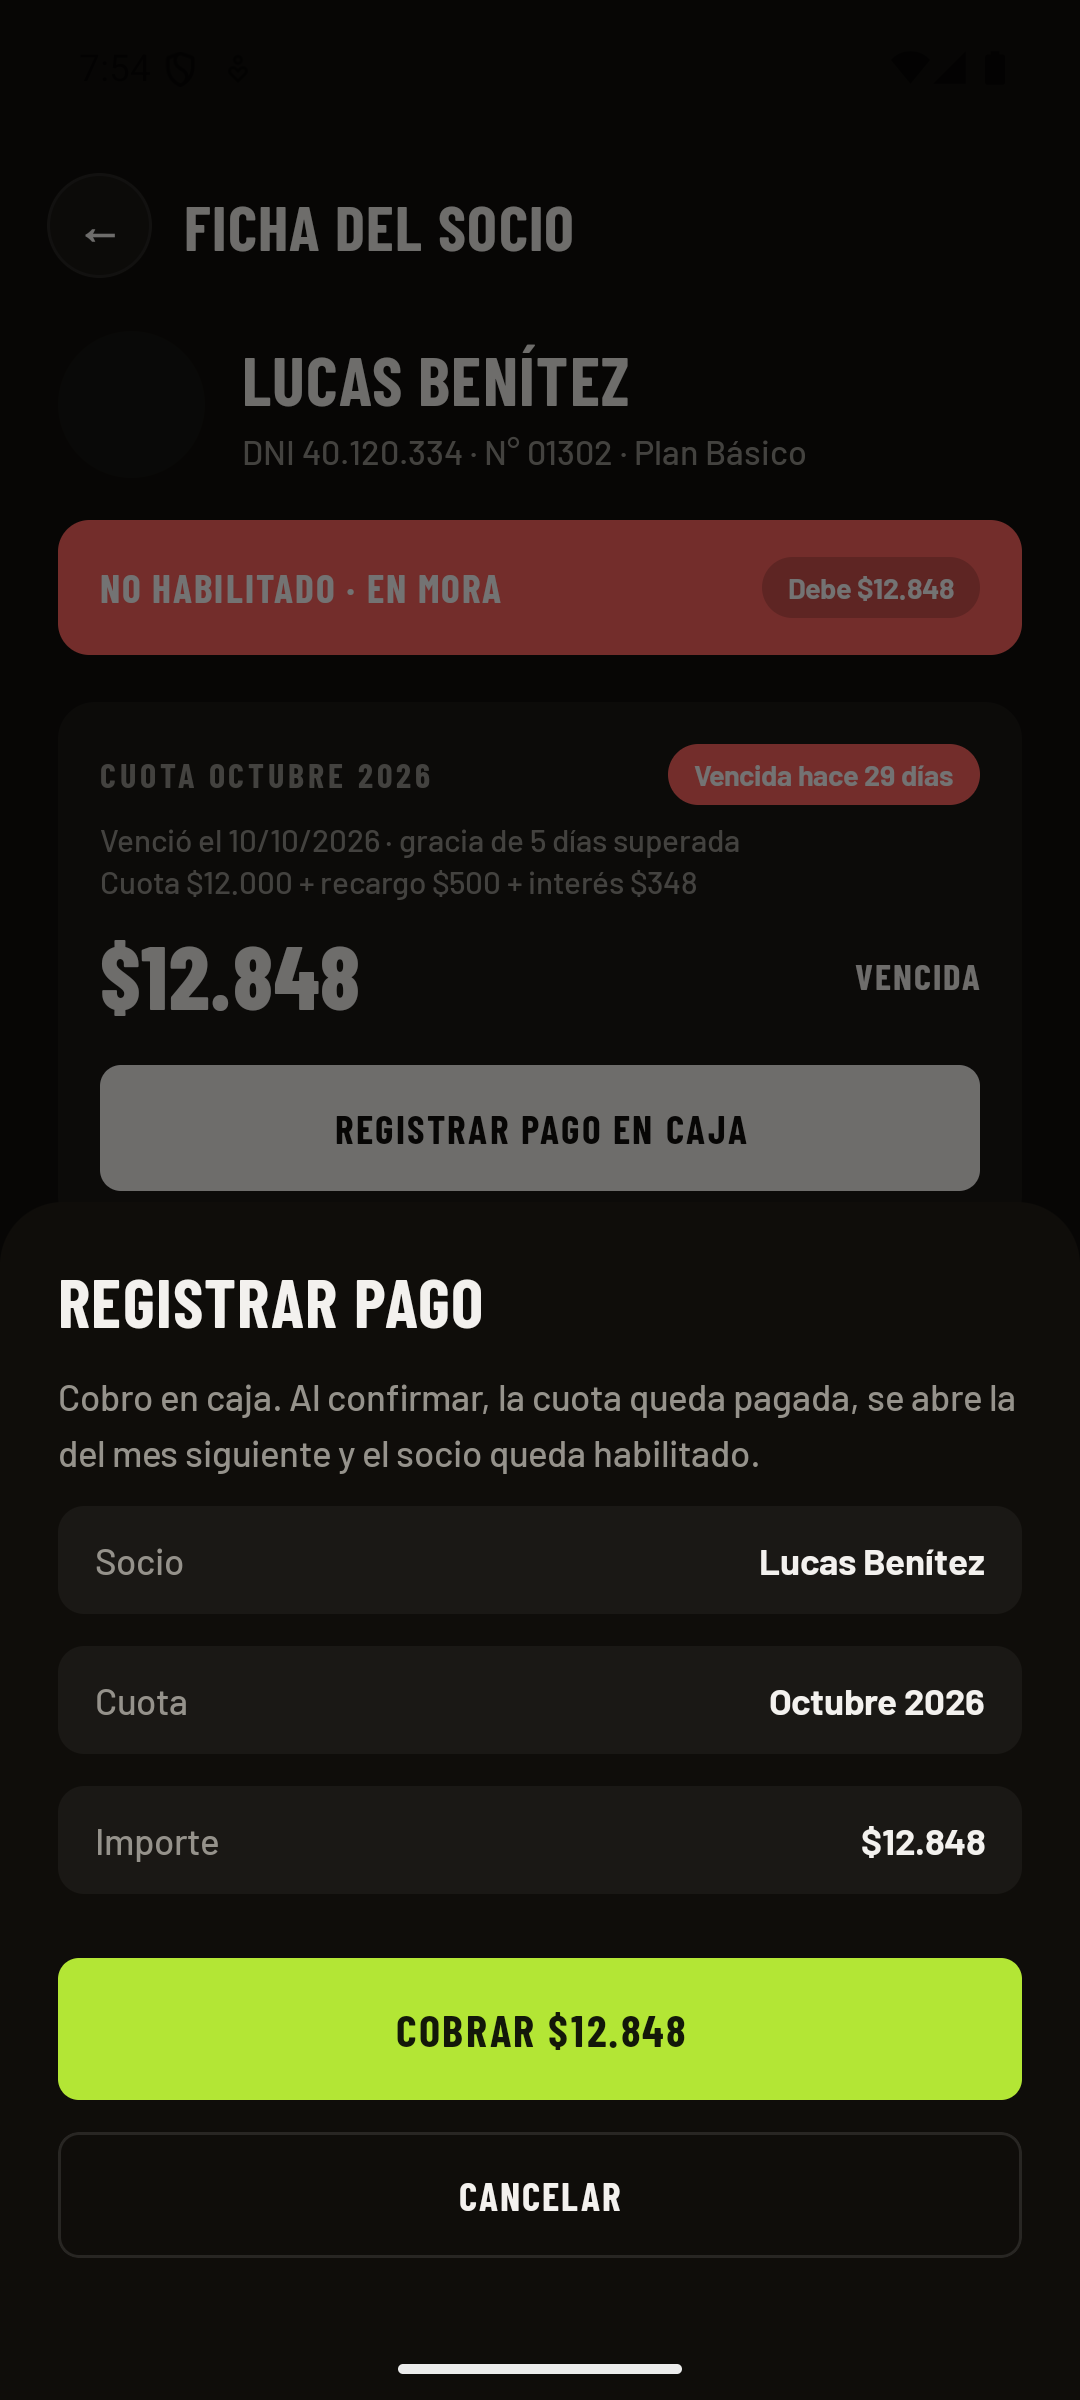 7:54
FICHA DEL SOCIO
LUCAS BENÍTEZ
DNI 40.120.334 · N° 01302 · Plan Básico
NO HABILITADO · EN MORA
Debe $12.848
CUOTA OCTUBRE 2026
Vencida hace 29 días
Venció el 10/10/2026 · gracia de 5 días superada
Cuota $12.000 + recargo $500 + interés $348
$12.848
VENCIDA
REGISTRAR PAGO EN CAJA
REGISTRAR PAGO
Cobro en caja. Al confirmar, la cuota queda pagada, se abre la
del mes siguiente y el socio queda habilitado.
Socio
Lucas Benítez
Cuota
Octubre 2026
Importe
$12.848
COBRAR $12.848
CANCELAR